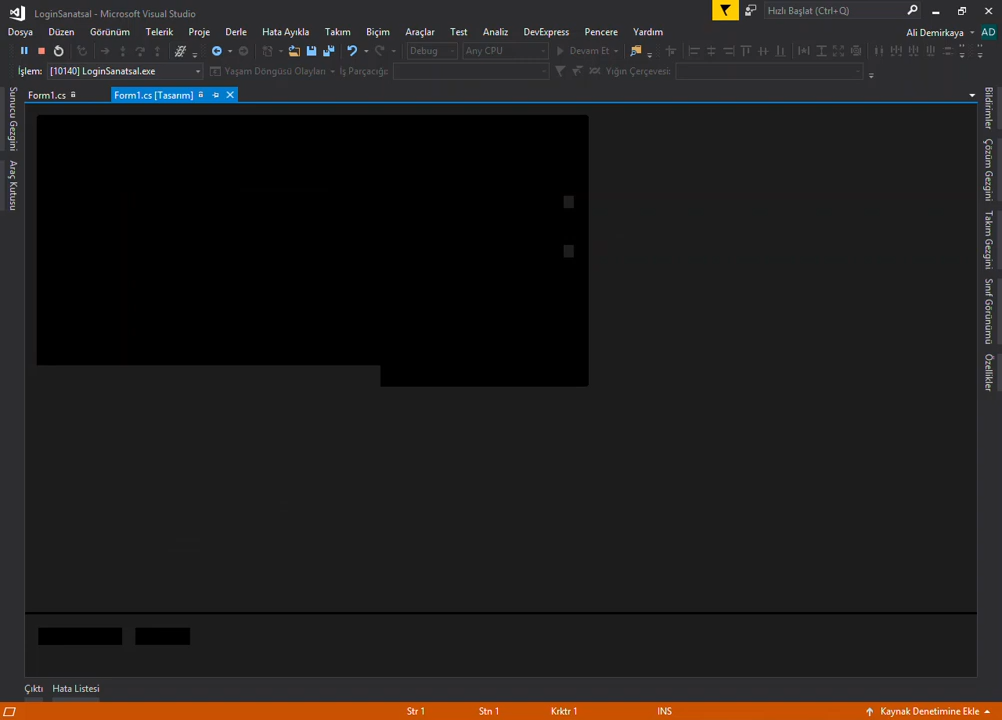 LoginSanatsal - Microsoft Visual Studio
Hızlı Başlat (Ctrl+Q)
Dosya Düzen Görünüm Telerik Proje Derle Hata Ayıkla Takım Biçim Araçlar Test Analiz DevExpress Pencere Yardım
Ali Demirkaya AD
Debug Any CPU Devam Et
İşlem: [10140] LoginSanatsal.exe Yaşam Döngüsü Olayları İş Parçacığı: Yığın Çerçevesi:
Form1.cs Form1.cs [Tasarım]
Sunucu Gezgini
Araç Kutusu
Bildirimler
Çözüm Gezgini
Takım Gezgini
Sınıf Görünümü
Özellikler
Çıktı Hata Listesi
Str 1 Stn 1 Krktr 1 INS Kaynak Denetimine Ekle